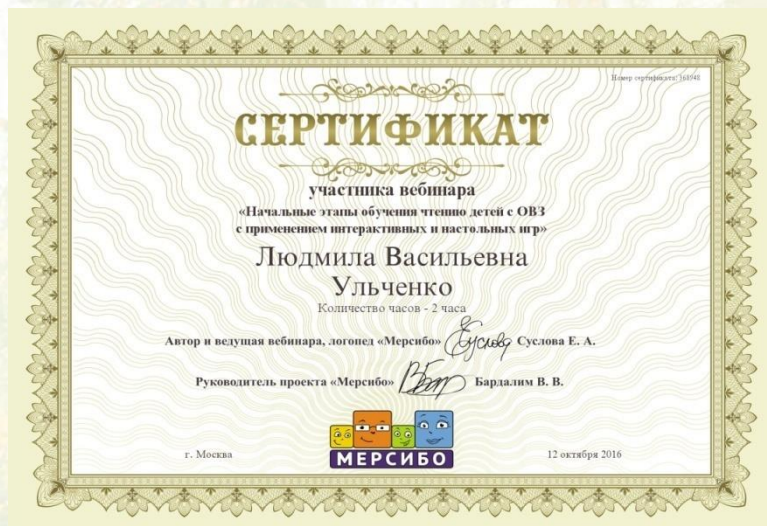 Номер сертификата: 168948
СЕРТИФИКАТ
участника вебинара
«Начальные этапы обучения чтению детей с ОВЗ
с применением интерактивных и настольных игр»
Людмила Васильевна
Ульченко
Количество часов - 2 часа
Автор и ведущая вебинара, логопед «Мерсибо» Суслова Е. А.
Руководитель проекта «Мерсибо» Бардалим В. В.
МЕРСИБО
г. Москва 12 октября 2016